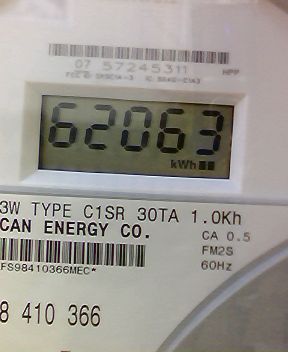 07 57245311 HPP
62063
kWh
3W TYPE C1SR 30TA 1.0Kh
CAN ENERGY CO. CA 0.5
FM2S
FS98410366MEC* 60Hz
8 410 366